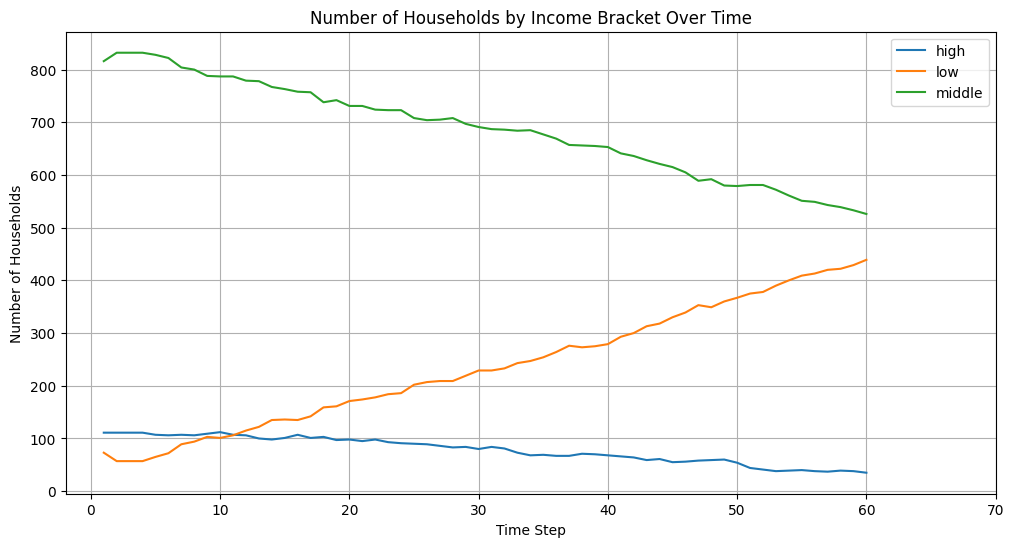 Number of Households by Income Bracket Over Time
high
low
middle
Number of Households
800
700
600
500
400
300
200
100
0
0 10 20 30 40 50 60 70
Time Step